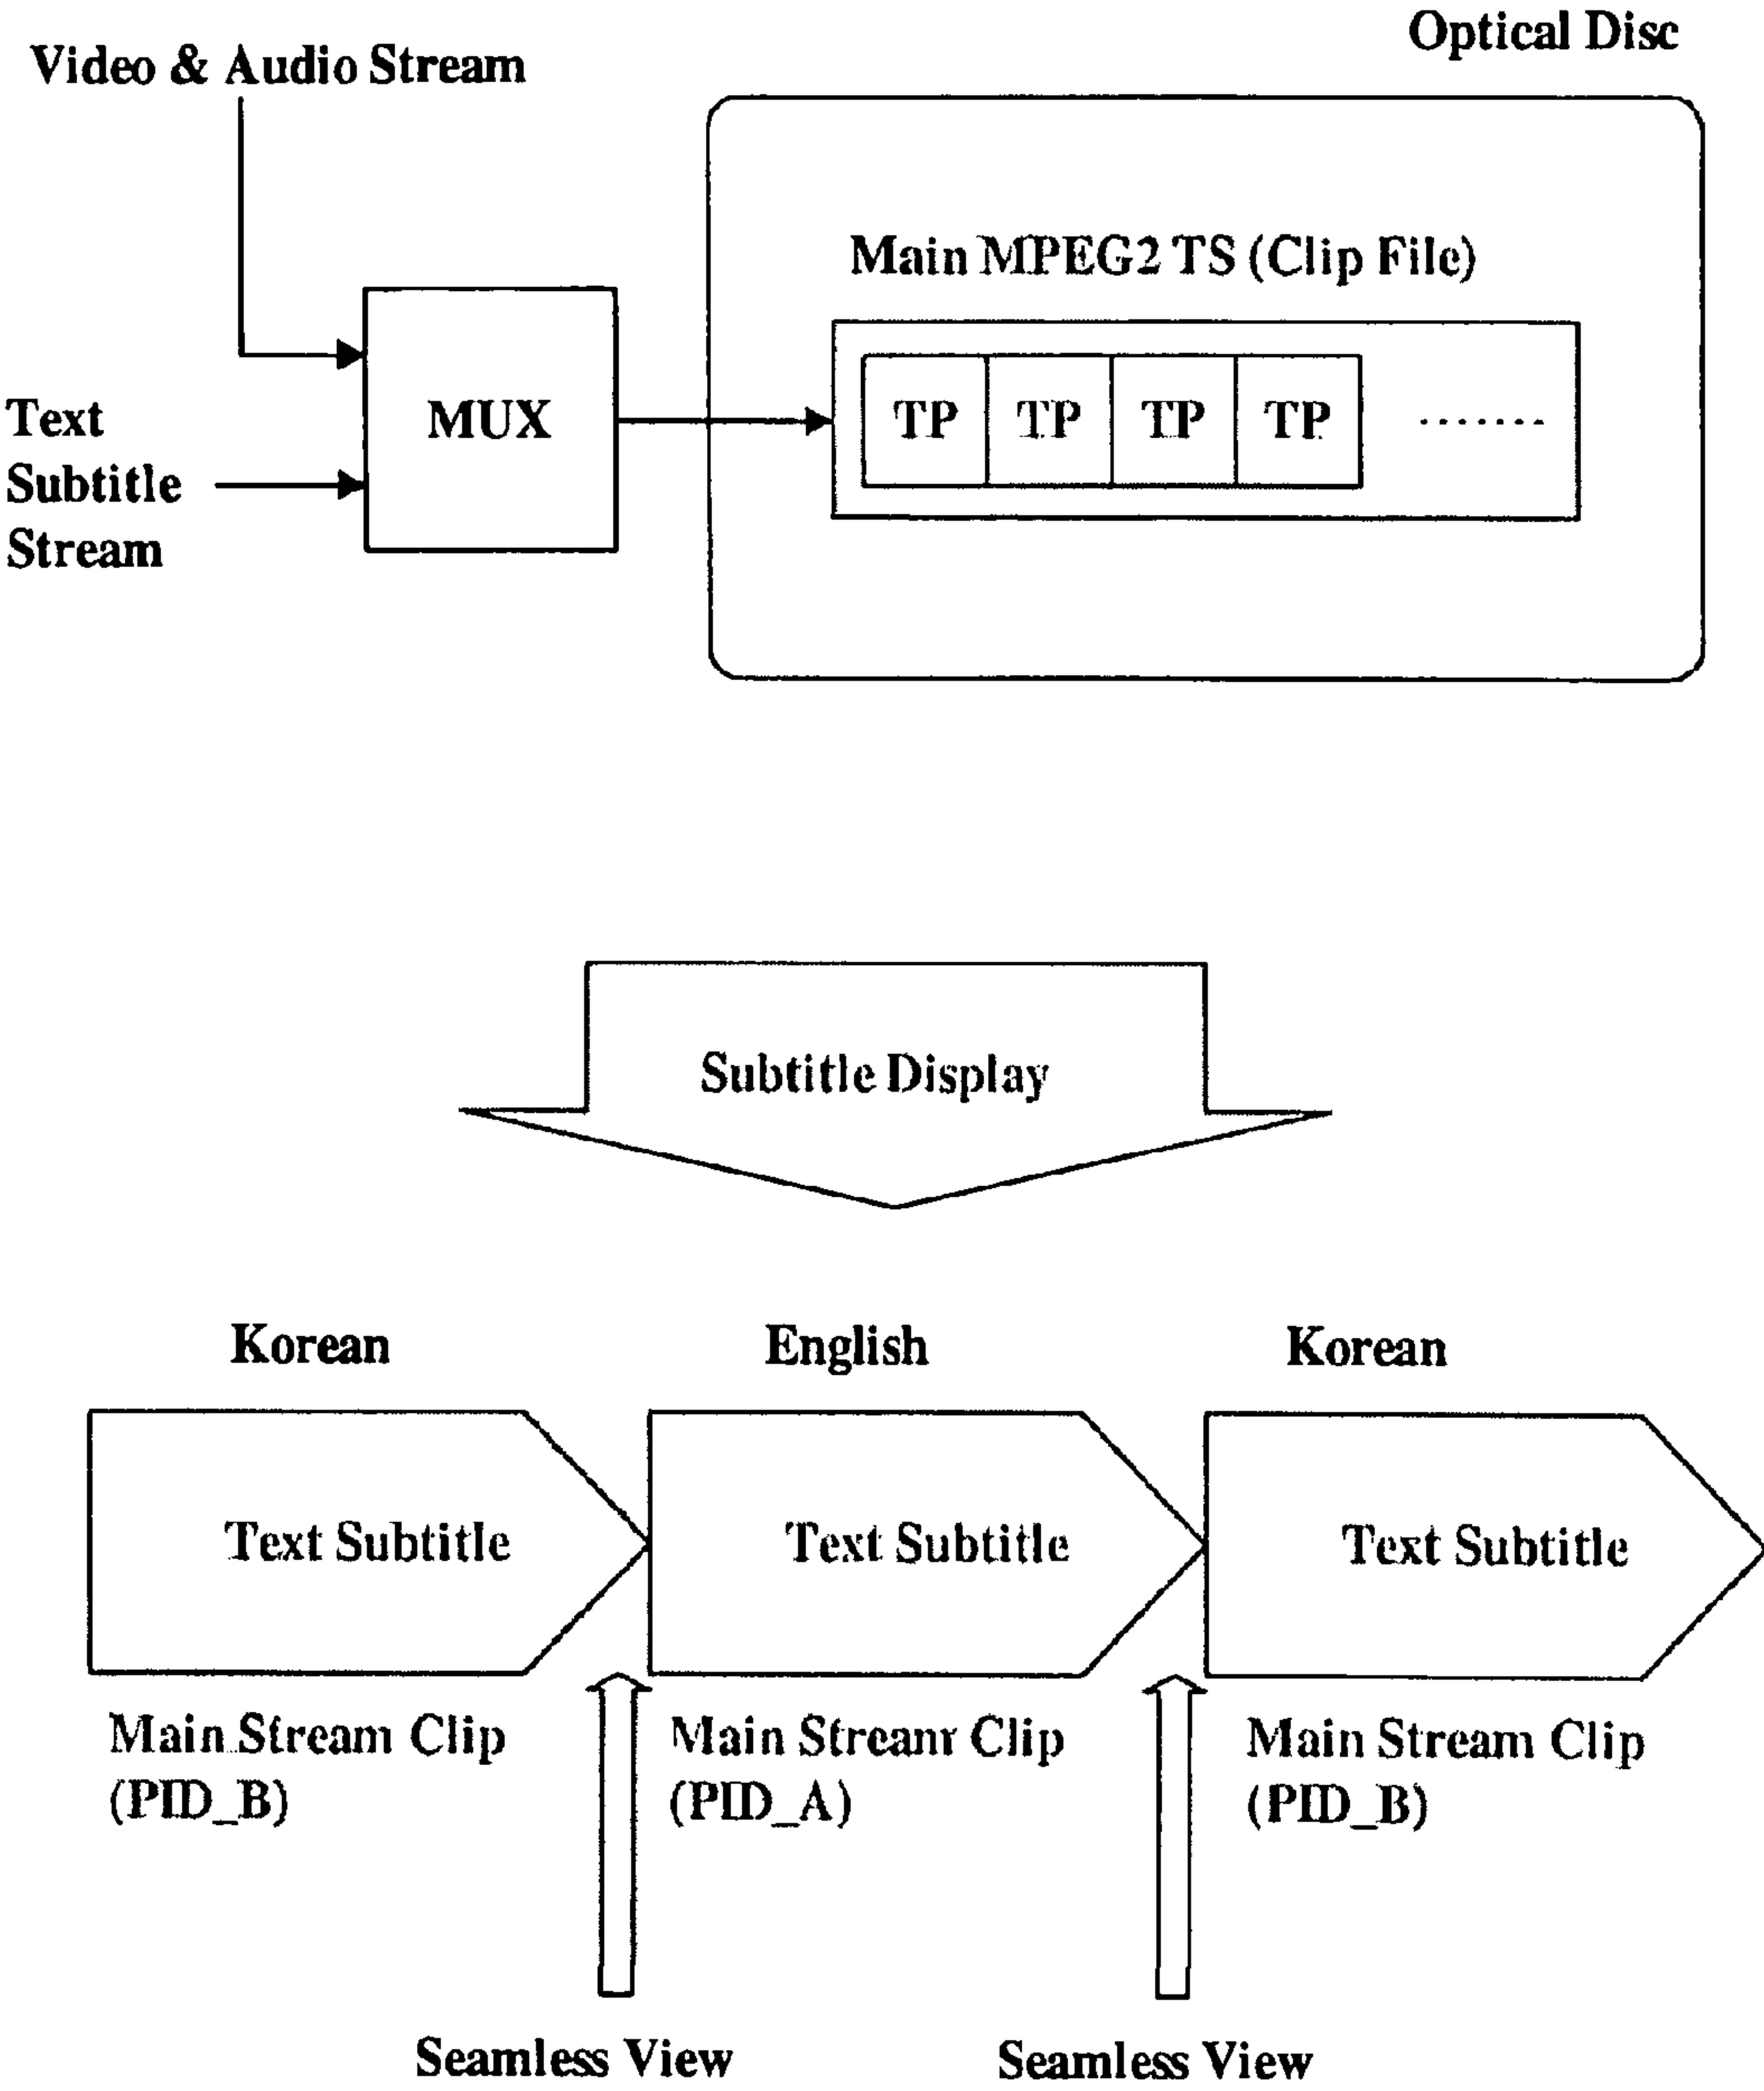 Optical Disc
Video & Audio Stream
Main MPEG2 TS (Clip File)
Text
Subtitle
Stream
MUX
TP TP TP TP .......
Subtitle Display
Korean English Korean
Text Subtitle Text Subtitle Text Subtitle
Main Stream Clip
(PID_B)
Main Stream Clip
(PID_A)
Main Stream Clip
(PID_B)
Seamless View Seamless View